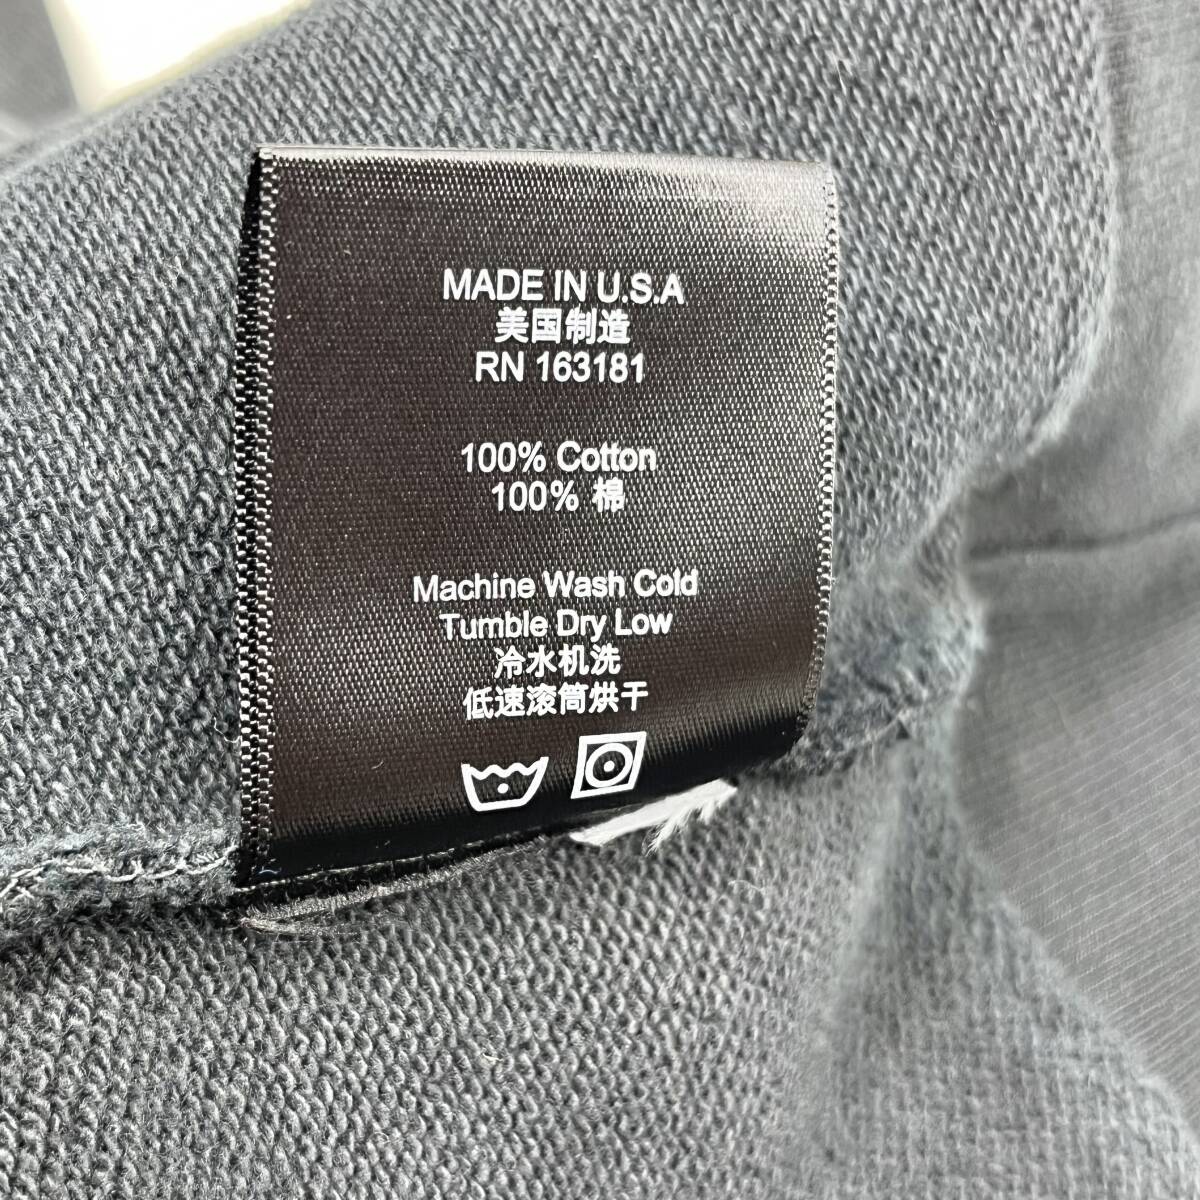 MADE IN U.S.A
美国制造
RN 163181
100% Cotton
100% 棉
Machine Wash Cold
Tumble Dry Low
冷水机洗
低速滚筒烘干